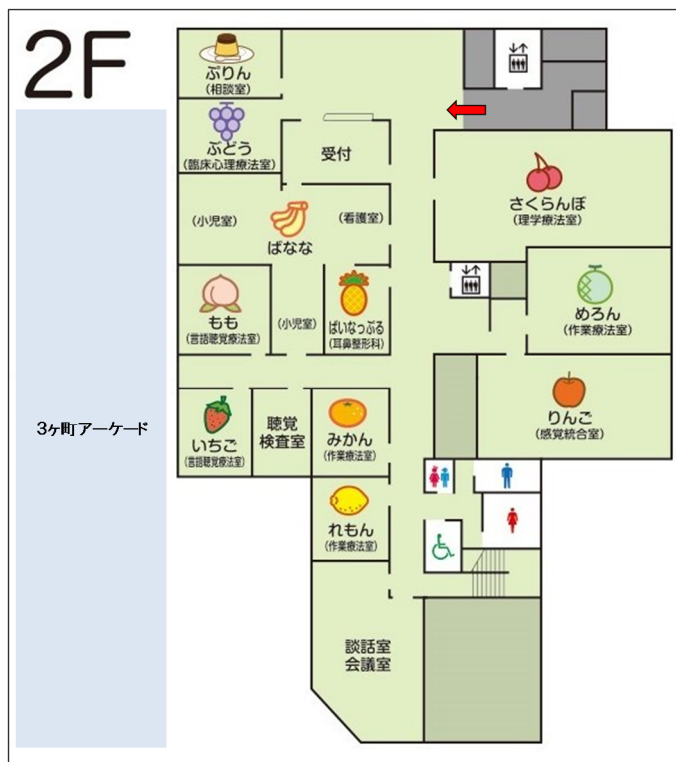 2F
ぷりん
(相談室)
ぶどう
(臨床心理療法室)
受付
さくらんぼ
(理学療法室)
(小児室)
ばなな
(看護室)
もも
(言語聴覚療法室)
(小児室)
ぱいなっぷる
(耳鼻整形科)
めろん
(作業療法室)
3ヶ町アーケード
いちご
(言語聴覚療法室)
聴覚
検査室
みかん
(作業療法室)
りんご
(感覚統合室)
れもん
(作業療法室)
談話室
会議室